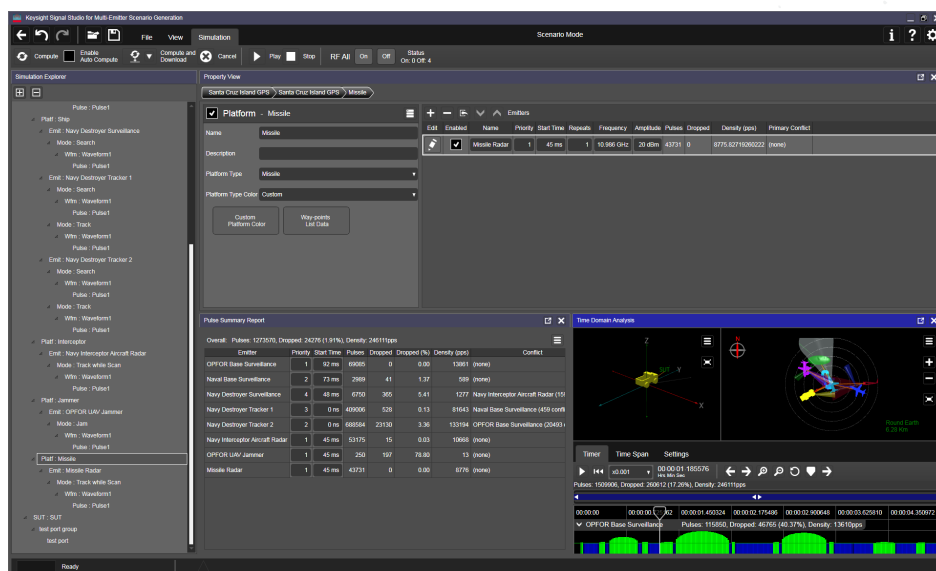 Keysight Signal Studio for Multi-Emitter Scenario Generation
File View Simulation Scenario Mode
Compute Enable Auto Compute Compute and Download Cancel Play Stop RF All On Off Status On: 0 Off: 4
Simulation Explorer
Pulse : Pulse1
Platf : Ship
Emit : Navy Destroyer Surveillance
Mode : Search
Wfm : Waveform1
Pulse : Pulse1
Emit : Navy Destroyer Tracker 1
Mode : Search
Wfm : Waveform1
Pulse : Pulse1
Mode : Track
Wfm : Waveform1
Pulse : Pulse1
Emit : Navy Destroyer Tracker 2
Mode : Search
Wfm : Waveform1
Pulse : Pulse1
Mode : Track
Wfm : Waveform1
Pulse : Pulse1
Platf : Interceptor
Emit : Navy Interceptor Aircraft Radar
Mode : Track while Scan
Wfm : Waveform1
Pulse : Pulse1
Platf : Jammer
Emit : OPFOR UAV Jammer
Mode : Jam
Wfm : Waveform1
Pulse : Pulse1
Platf : Missile
Emit : Missile Radar
Mode : Track while Scan
Wfm : Waveform1
Pulse : Pulse1
SUT : SUT
test port group
test port
Property View
Santa Cruz Island GPS Santa Cruz Island GPS Missile
Platform - Missile
Name Missile
Description
Platform Type Missile
Platform Type Color Custom
Custom Platform Color
Way-points List Data
Emitters
Edit Enabled Name Priority Start Time Repeats Frequency Amplitude Pulses Dropped Density (pps) Primary Conflict
Missile Radar 1 45 ms 1 10.986 GHz 20 dBm 43731 0 8775.82719260222 (none)
Pulse Summary Report
Overall: Pulses: 1273570, Dropped: 24276 (1.91%), Density: 246111pps
Emitter Priority Start Time Pulses Dropped Dropped (%) Density (pps) Conflict
OPFOR Base Surveillance 1 92 ms 69085 0 0.00 13861 (none)
Naval Base Surveillance 2 73 ms 2989 41 1.37 589 (none)
Navy Destroyer Surveillance 4 48 ms 6750 365 5.41 1277 Navy Interceptor Aircraft Radar (15
Navy Destroyer Tracker 1 3 0 ns 409006 528 0.13 81643 Naval Base Surveillance (459 confli
Navy Destroyer Tracker 2 2 0 ns 688584 23130 3.36 133194 OPFOR Base Surveillance (20493
Navy Interceptor Aircraft Radar 1 45 ms 53175 15 0.03 10668 (none)
OPFOR UAV Jammer 1 45 ms 250 197 78.80 13 (none)
Missile Radar 1 45 ms 43731 0 0.00 8776 (none)
Time Domain Analysis
Z
SUT Y
X
Round Earth
6.28 Km
Timer Time Span Settings
x0.001 00:00:01.185576
Hrs Min Sec
Pulses: 1509906, Dropped: 260612 (17.26%), Density: 246111pps
00:00:00 00:00:01.450324 00:00:02.175486 00:00:02.900648 00:00:03.625810 00:00:04.350972
OPFOR Base Surveillance Pulses: 115850, Dropped: 46765 (40.37%), Density: 13610pps
Ready